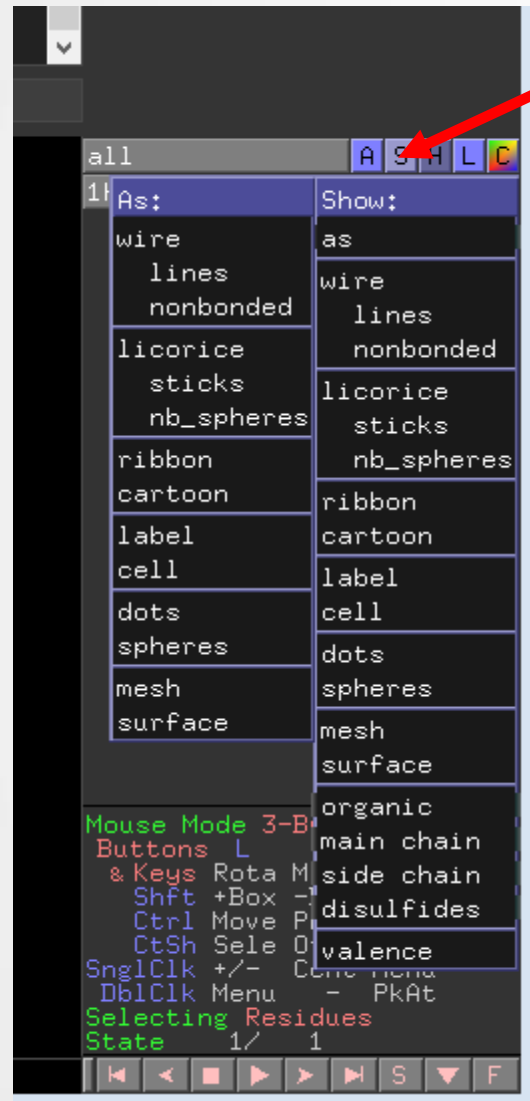 all A S H L C
1
As:
wire
lines
nonbonded
licorice
sticks
nb_spheres
ribbon
cartoon
label
cell
dots
spheres
mesh
surface
Show:
as
wire
lines
nonbonded
licorice
sticks
nb_spheres
ribbon
cartoon
label
cell
dots
spheres
mesh
surface
organic
main chain
side chain
disulfides
valence
Mouse Mode 3-B
Buttons L
& Keys Rota M
Shft +Box
Ctrl Move
CtSh Sele
SnglClk +/-
DblClk Menu - PkAt
Selecting Residues
State 1/ 1
S F